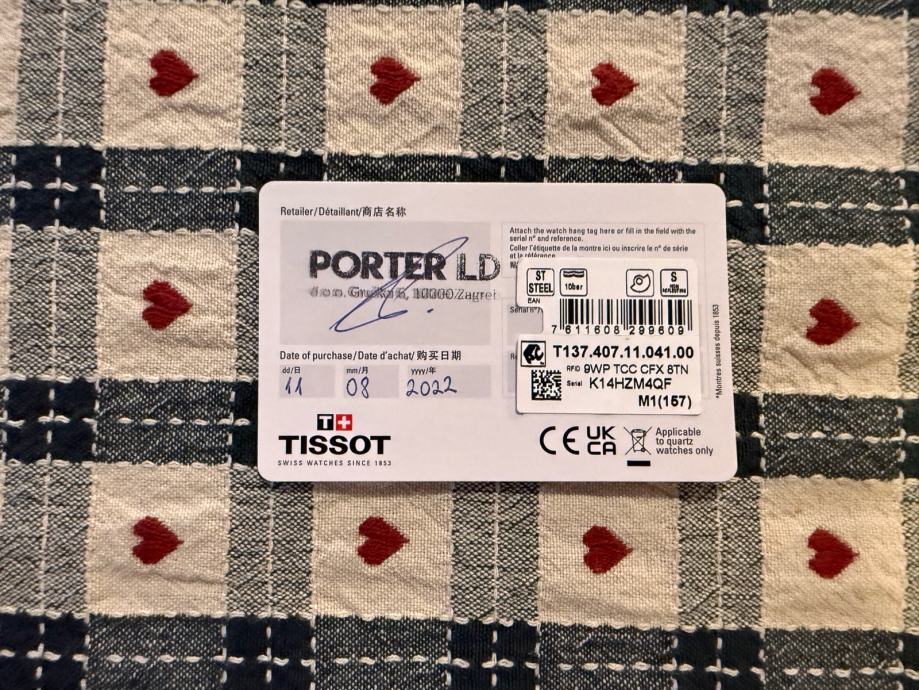 Retailer/Détaillant/商店名称
PORTER LD
d.o.o. 10000 Zagreb
Date of purchase/Date d'achat/购买日期
dd/日 mm/月 yyyy/年
11 08 2022
T+
TISSOT
SWISS WATCHES SINCE 1853
Attach the watch hang tag here or fill in the field with the
serial n° and reference.
Coller l'étiquette de la montre ici ou inscrire le n° de série
et la référence.
ST
STEEL
10bar
S
NON
REFLECTING
EAN
7 611608 299609
T137.407.11.041.00
RFID 9WP TCC CFX 8TN
Serial K14HZM4QF
M1(157)
CE UK
CA
Applicable
to quartz
watches only
*Montres suisses depuis 1853